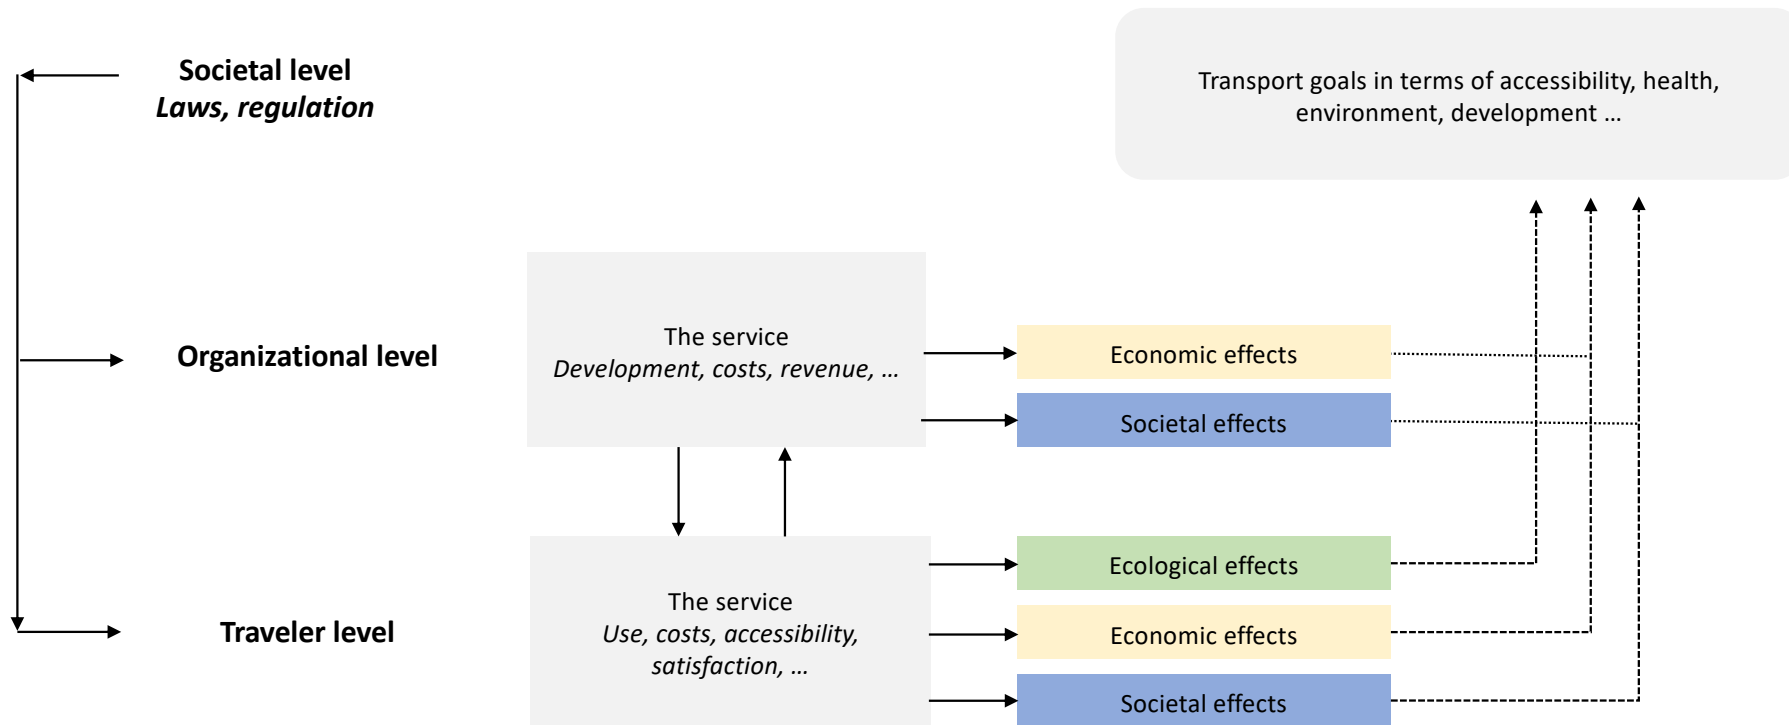 Societal level
Laws, regulation
Transport goals in terms of accessibility, health,
environment, development …
Organizational level
The service
Development, costs, revenue, …
Economic effects
Societal effects
Traveler level
The service
Use, costs, accessibility,
satisfaction, …
Ecological effects
Economic effects
Societal effects